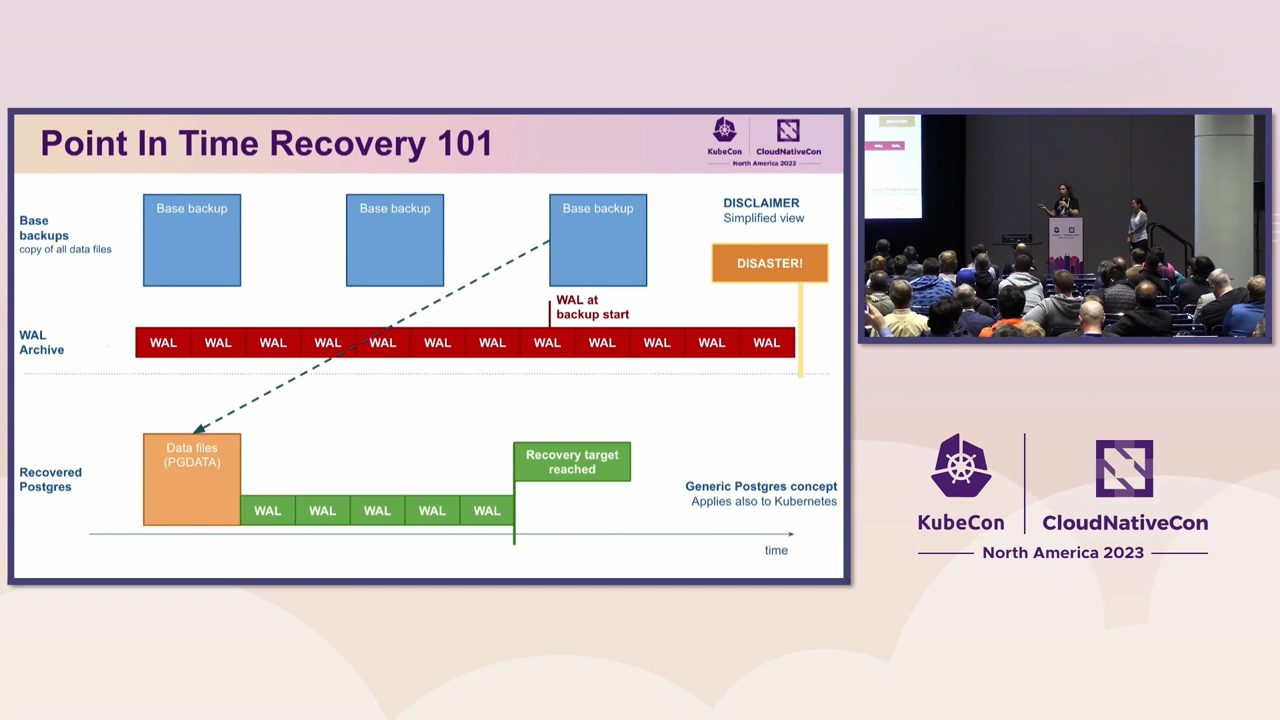 Point In Time Recovery 101
KubeCon
CloudNativeCon
North America 2023
Base
backups
copy of all data files
Base backup
Base backup
Base backup
DISCLAIMER
Simplified view
DISASTER!
WAL at
backup start
WAL
Archive
WAL WAL WAL WAL WAL WAL WAL WAL WAL WAL WAL WAL
Recovered
Postgres
Data files
(PGDATA)
WAL WAL WAL WAL WAL
Recovery target
reached
Generic Postgres concept
Applies also to Kubernetes
time
DISASTER!
WAL WAL
KubeCon
CloudNativeCon
North America 2023